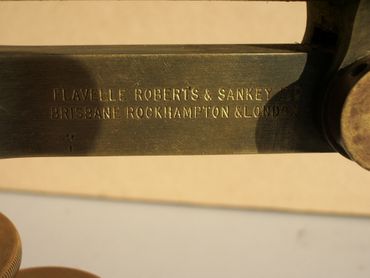 FLAVELLE ROBERTS & SANKEY
BRISBANE ROCKHAMPTON & LONDON